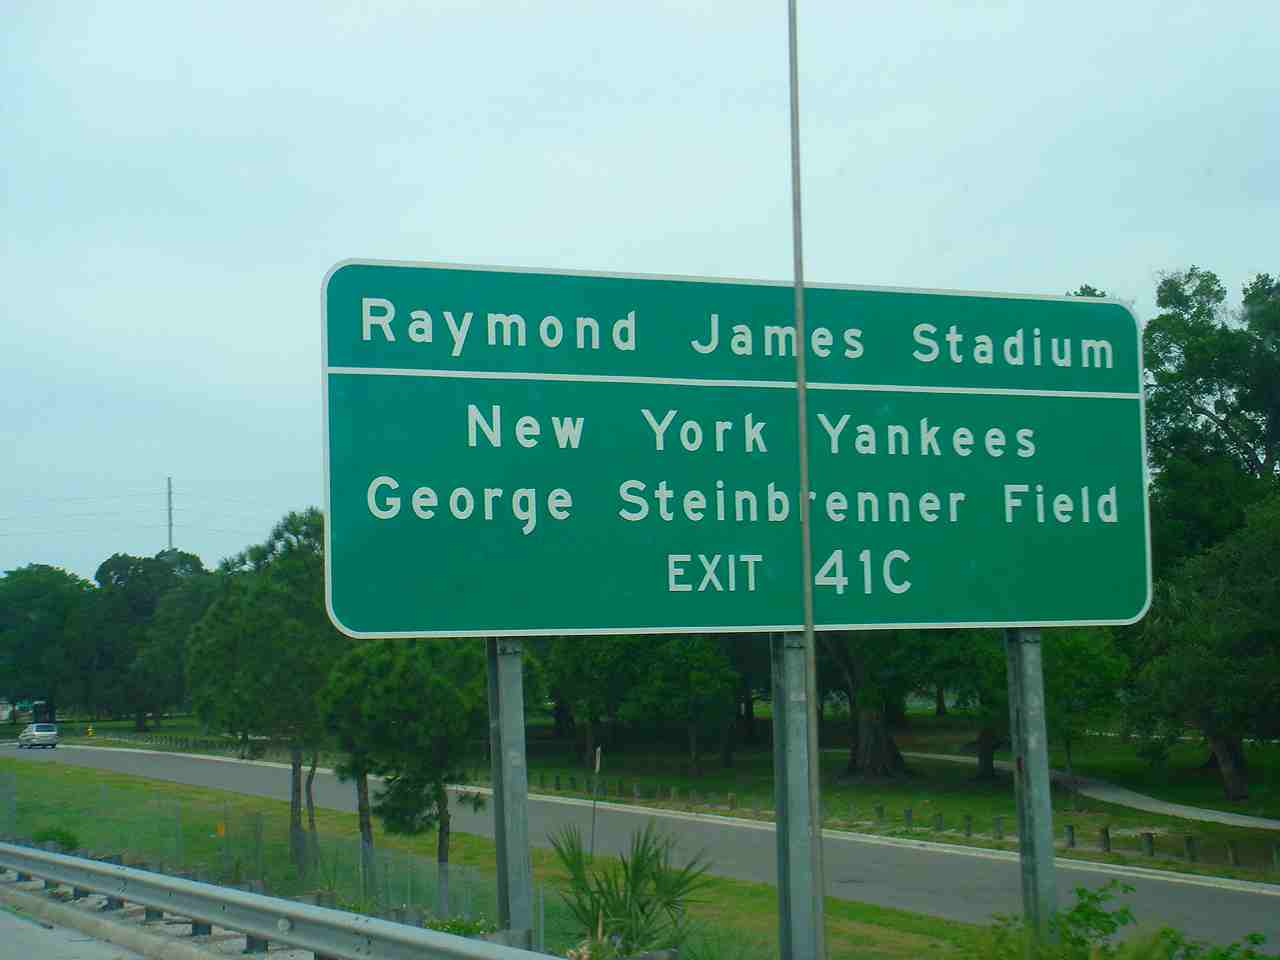 Raymond James Stadium
New York Yankees
George Steinbrenner Field
EXIT 41C